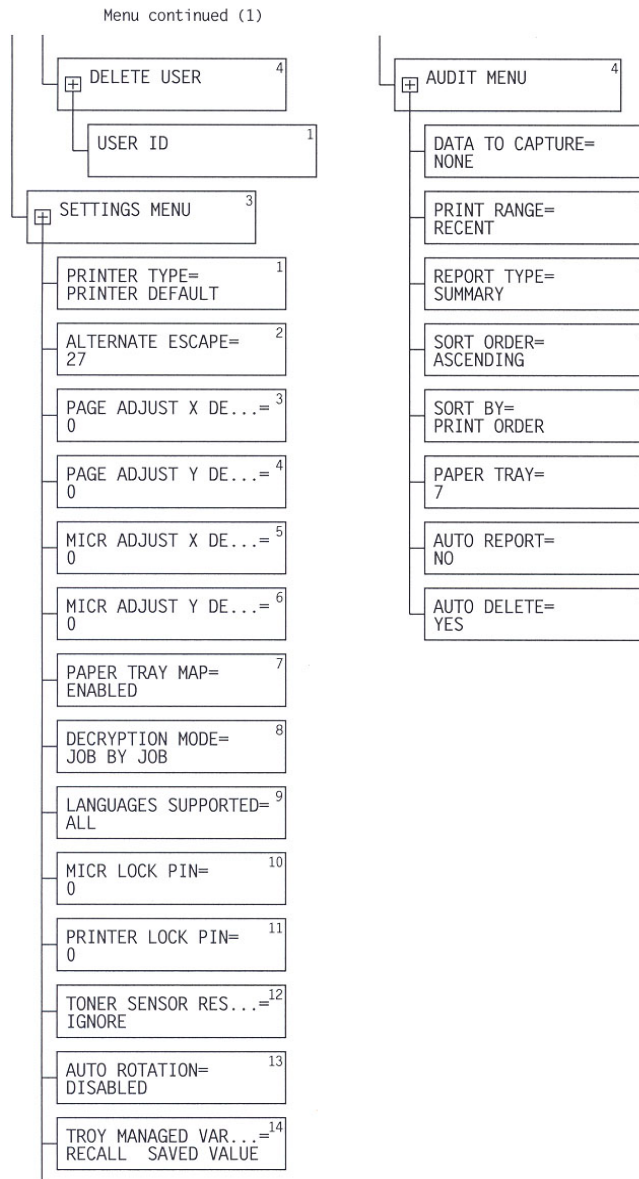 Menu continued (1)
DELETE USER 4
USER ID 1
SETTINGS MENU 3
PRINTER TYPE= 1
PRINTER DEFAULT
ALTERNATE ESCAPE= 2
27
PAGE ADJUST X DE...= 3
0
PAGE ADJUST Y DE...= 4
0
MICR ADJUST X DE...= 5
0
MICR ADJUST Y DE...= 6
0
PAPER TRAY MAP= 7
ENABLED
DECRYPTION MODE= 8
JOB BY JOB
LANGUAGES SUPPORTED= 9
ALL
MICR LOCK PIN= 10
0
PRINTER LOCK PIN= 11
0
TONER SENSOR RES...= 12
IGNORE
AUTO ROTATION= 13
DISABLED
TROY MANAGED VAR...= 14
RECALL SAVED VALUE
AUDIT MENU 4
DATA TO CAPTURE=
NONE
PRINT RANGE=
RECENT
REPORT TYPE=
SUMMARY
SORT ORDER=
ASCENDING
SORT BY=
PRINT ORDER
PAPER TRAY=
7
AUTO REPORT=
NO
AUTO DELETE=
YES